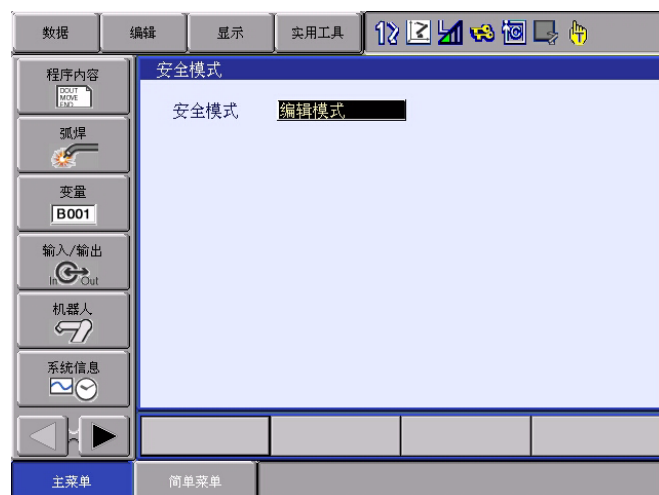 数据
编辑
显示
实用工具
程序内容
DOUT
MOVE
END
弧焊
变量
B001
输入/输出
In Out
机器人
系统信息
安全模式
安全模式 编辑模式
主菜单
简单菜单